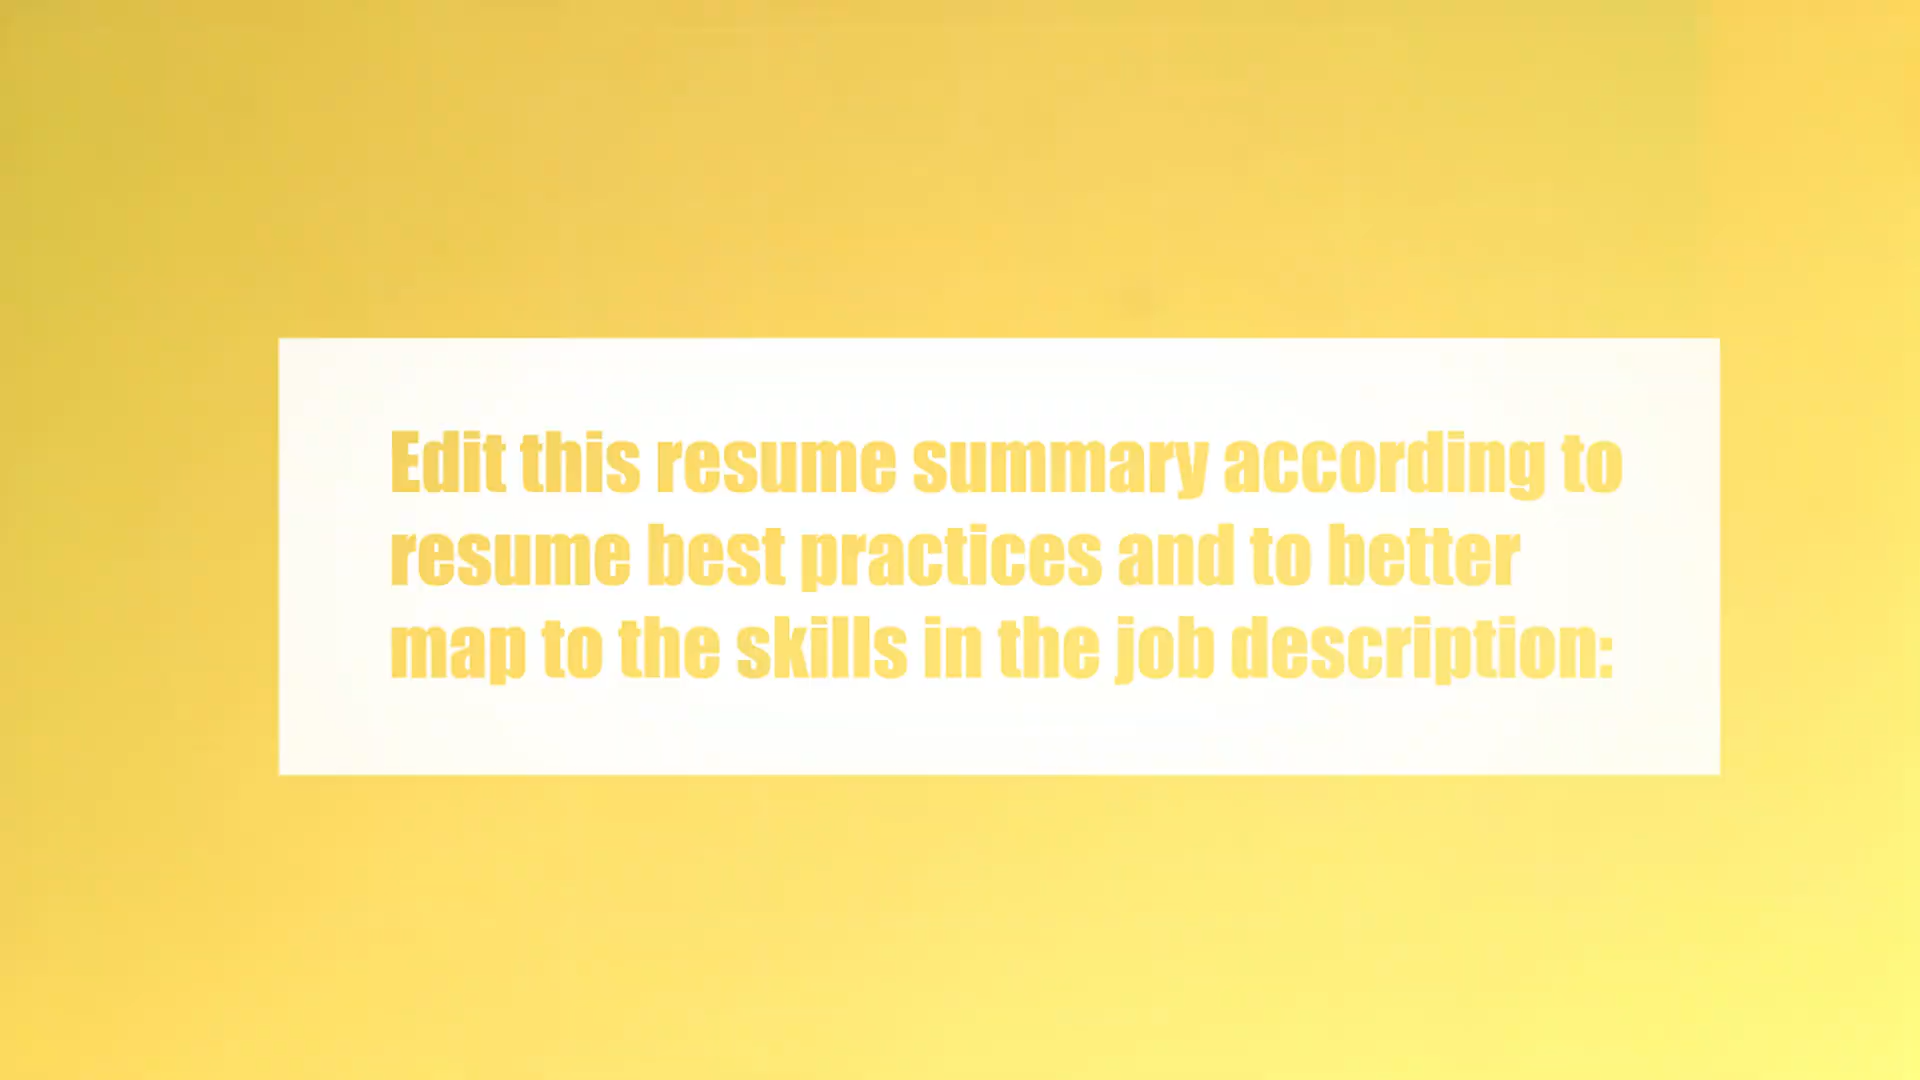 Edit this resume summary according to
resume best practices and to better
map to the skills in the job description: